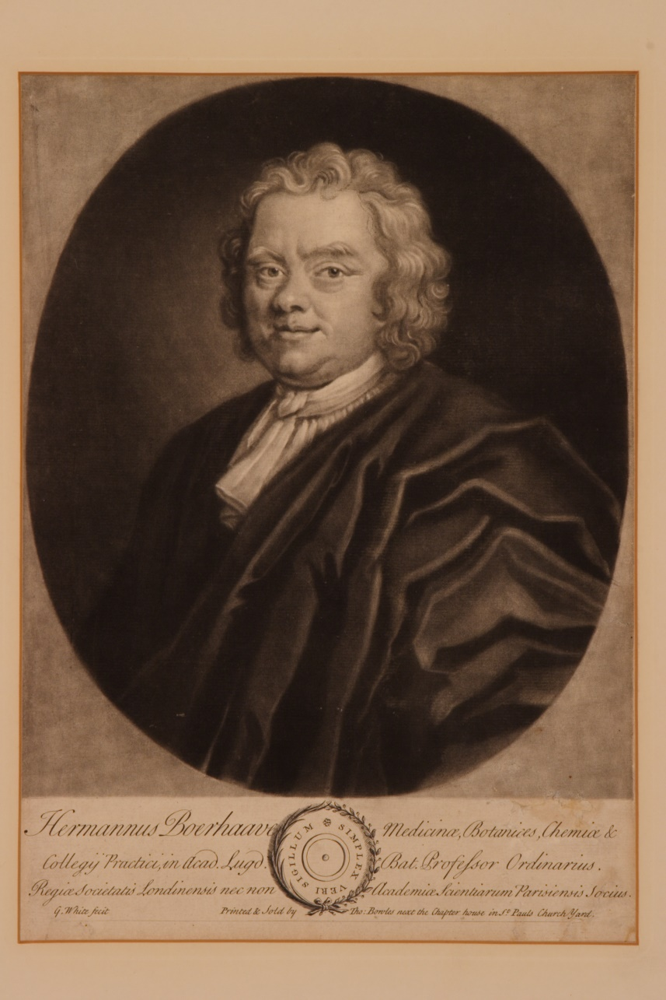 Hermannus Boerhaave Medicinæ, Botanices, Chemiæ &
Collegij Practici, in Acad. Lugd. Bat. Professor Ordinarius.
Regiæ Societatis Londinensis nec non Academiæ Scientiarum Parisiensis Socius.
SIMPLEX VERI SIGILLUM
G. White fecit Printed & Sold by Tho: Bowles next the Chapter house in St. Pauls Church Yard.